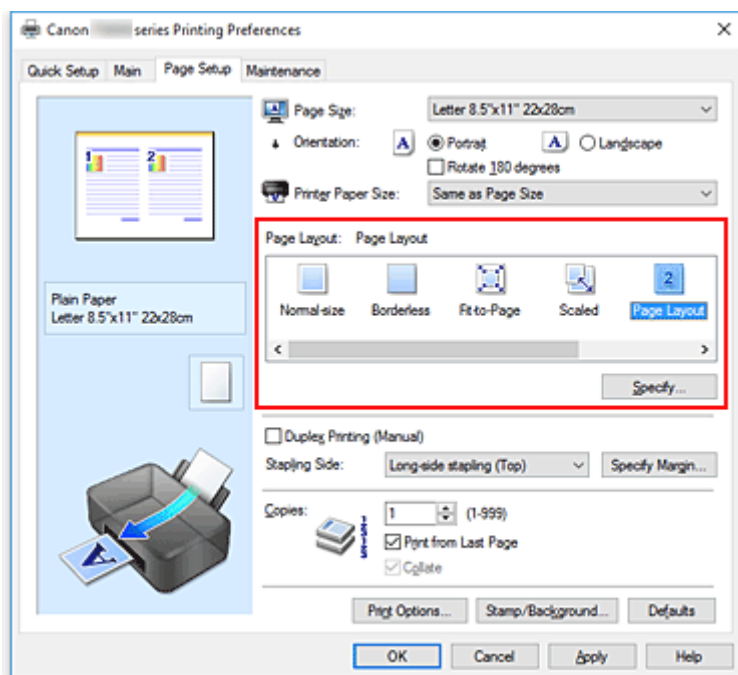 Canon series Printing Preferences
Quick Setup Main Page Setup Maintenance
Page Size: Letter 8.5"x11" 22x28cm
Orientation: A Portrait A Landscape
Rotate 180 degrees
Printer Paper Size: Same as Page Size
1 2
Page Layout: Page Layout
2
Normal-size Borderless Fit-to-Page Scaled Page Layout
Plain Paper
Letter 8.5"x11" 22x28cm
Specify...
Duplex Printing (Manual)
Stapling Side: Long-side stapling (Top) Specify Margin...
Copies: 1 (1-999)
Print from Last Page
Collate
A
Print Options... Stamp/Background... Defaults
OK Cancel Apply Help